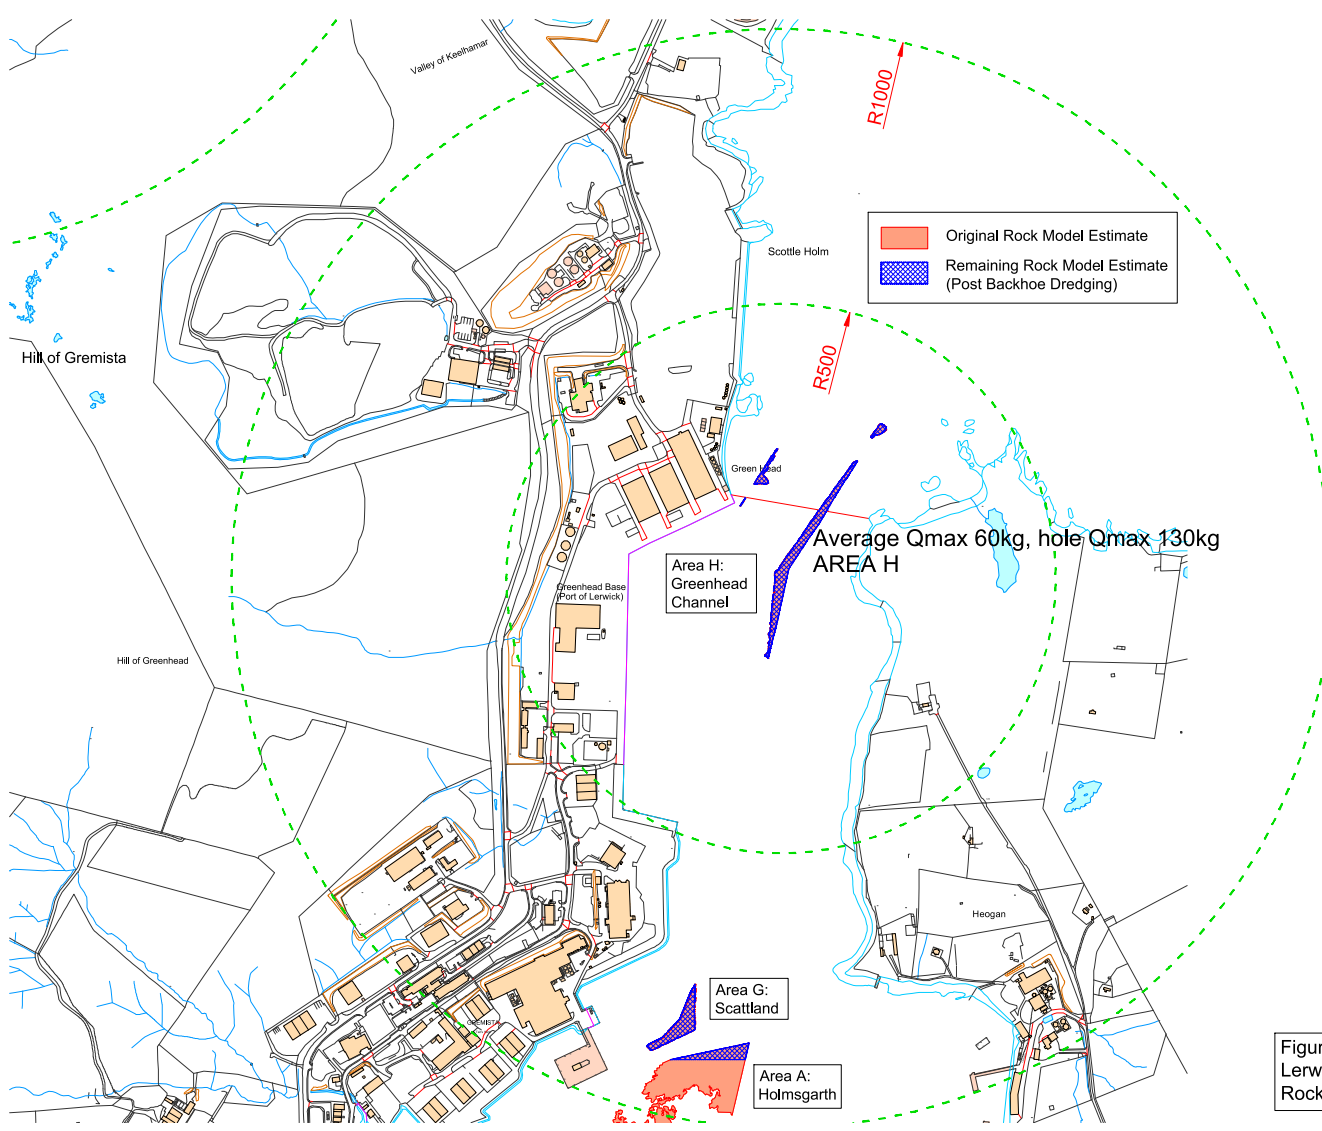 Valley of Keelhamar
R1000
Original Rock Model Estimate
Remaining Rock Model Estimate
(Post Backhoe Dredging)
Scottle Holm
R500
Hill of Gremista
Green Head
Average Qmax 60kg, hole Qmax 130kg
AREA H
Area H:
Greenhead
Channel
Greenhead Base
(Port of Lerwick)
Hill of Greenhead
Heogan
Area G:
Scattland
GREMISTA
Area A:
Holmsgarth
Figur
Lerw
Rock